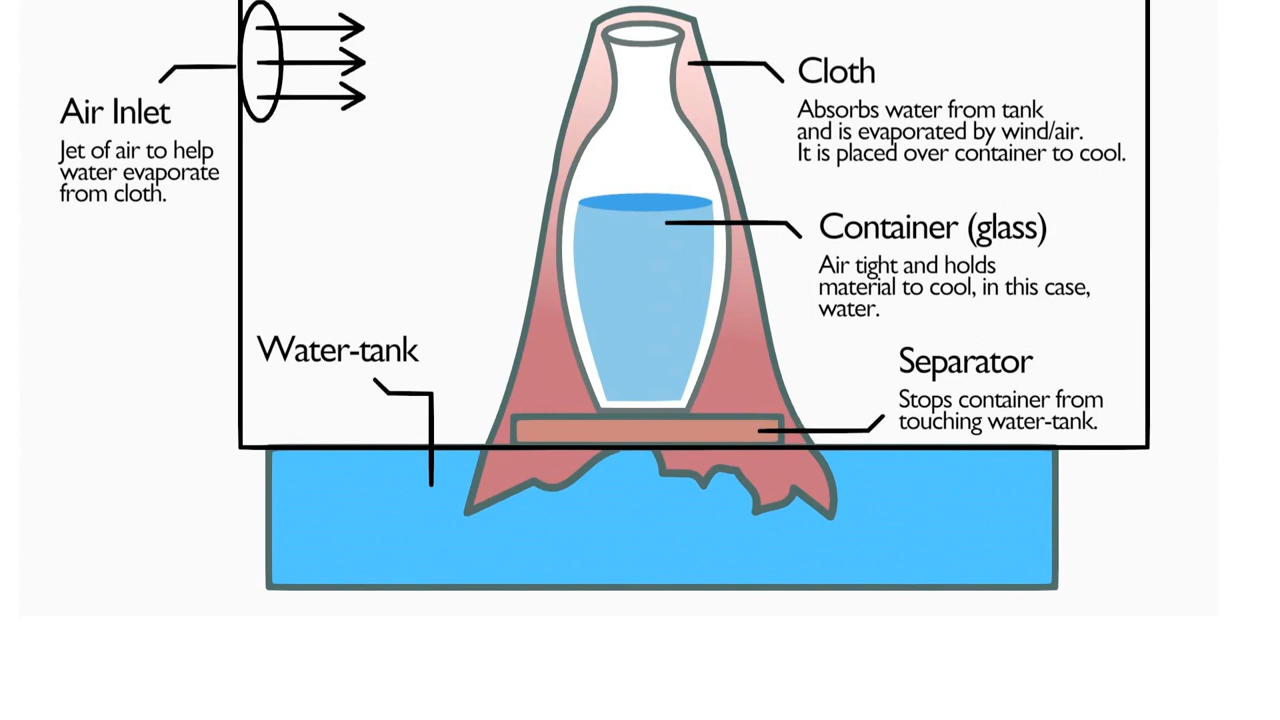 Air Inlet
Jet of air to help
water evaporate
from cloth.
Cloth
Absorbs water from tank
and is evaporated by wind/air.
It is placed over container to cool.
Container (glass)
Air tight and holds
material to cool, in this case,
water.
Water-tank
Separator
Stops container from
touching water-tank.